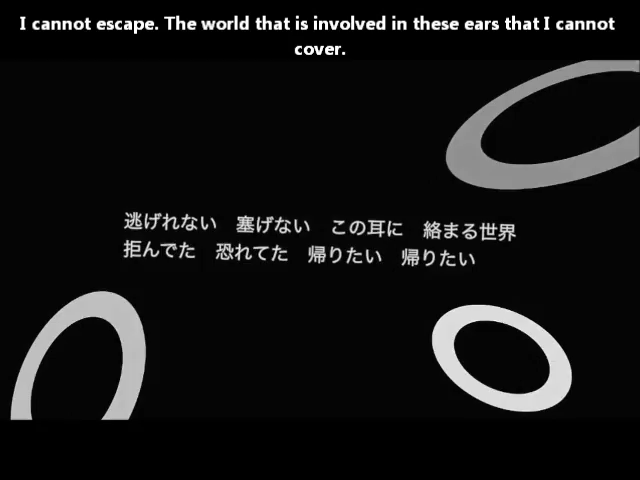 I cannot escape. The world that is involved in these ears that I cannot
cover.
逃げれない　塞げない　この耳に　絡まる世界
拒んでた　恐れてた　帰りたい　帰りたい